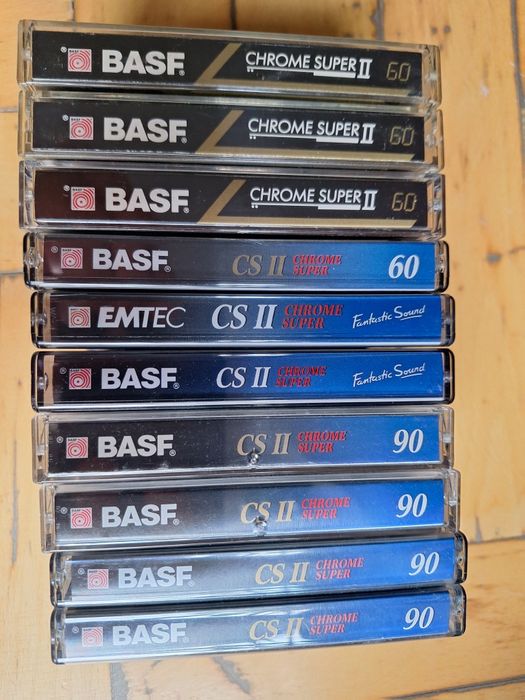 BASF CHROME SUPER II 60
BASF CHROME SUPER II 60
BASF CHROME SUPER II 60
BASF CS II CHROME SUPER 60
EMTEC CS II CHROME SUPER Fantastic Sound
BASF CS II CHROME SUPER Fantastic Sound
BASF CS II CHROME SUPER 90
BASF CS II CHROME SUPER 90
BASF CS II CHROME SUPER 90
BASF CS II CHROME SUPER 90